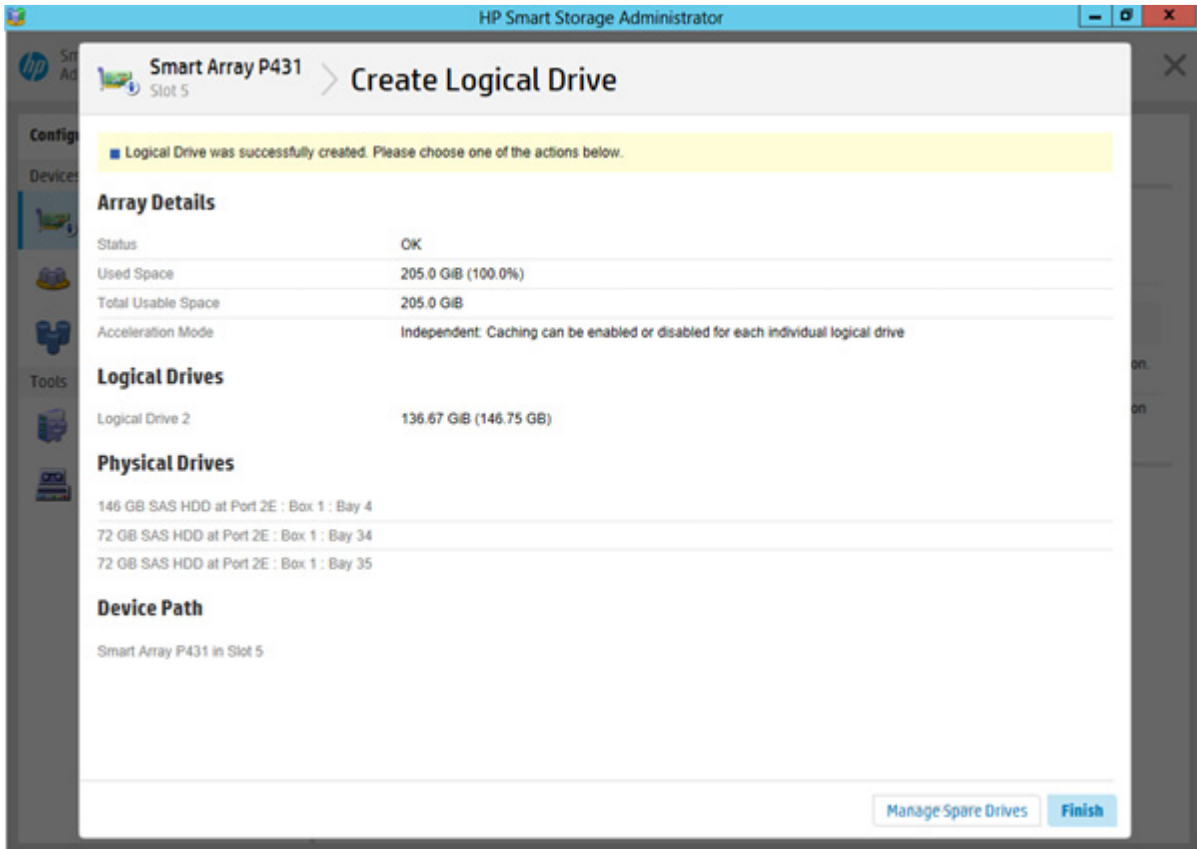 HP Smart Storage Administrator
hp
Sm
Ad
Smart Array P431
Slot 5
Create Logical Drive
Configu
Logical Drive was successfully created. Please choose one of the actions below.
Devices
Array Details
Status OK
Used Space 205.0 GiB (100.0%)
Total Usable Space 205.0 GiB
Acceleration Mode Independent: Caching can be enabled or disabled for each individual logical drive
on.
Tools
Logical Drives
on
Logical Drive 2 136.67 GiB (146.75 GB)
Physical Drives
146 GB SAS HDD at Port 2E : Box 1 : Bay 4
72 GB SAS HDD at Port 2E : Box 1 : Bay 34
72 GB SAS HDD at Port 2E : Box 1 : Bay 35
Device Path
Smart Array P431 in Slot 5
Manage Spare Drives Finish